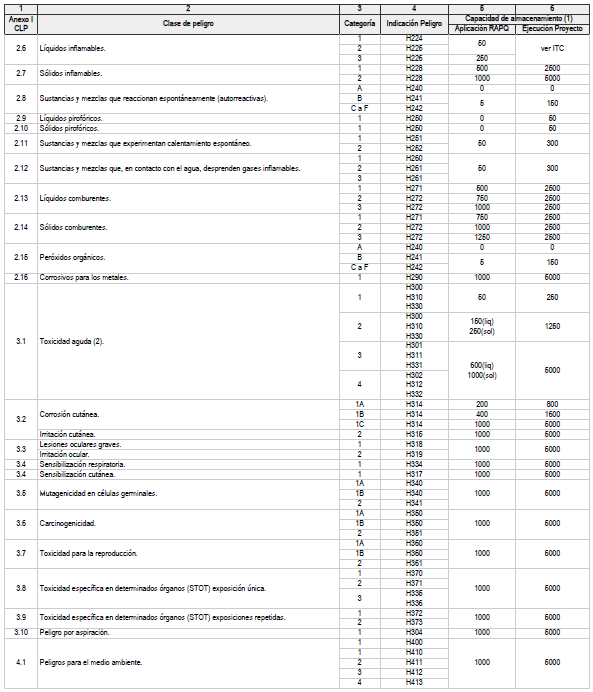 1 2 3 4 5 6
Anexo I CLP Clase de peligro Categoría Indicación Peligro Capacidad de almacenamiento (1)
Aplicación RAPQ Ejecución Proyecto
2.6 Líquidos inflamables. 1 H224 50 ver ITC
2 H225
3 H226 250
2.7 Sólidos inflamables. 1 H228 500 2500
2 H228 1000 5000
2.8 Sustancias y mezclas que reaccionan espontáneamente (autorreactivas). A H240 0 0
B H241 5 150
C a F H242
2.9 Líquidos pirofóricos. 1 H250 0 50
2.10 Sólidos pirofóricos. 1 H250 0 50
2.11 Sustancias y mezclas que experimentan calentamiento espontáneo. 1 H251 50 300
2 H252
2.12 Sustancias y mezclas que, en contacto con el agua, desprenden gases inflamables. 1 H260 50 300
2 H261
3 H261
2.13 Líquidos comburentes. 1 H271 500 2500
2 H272 750 2500
3 H272 1000 2500
2.14 Sólidos comburentes. 1 H271 750 2500
2 H272 1000 2500
3 H272 1250 2500
2.15 Peróxidos orgánicos. A H240 0 0
B H241 5 150
C a F H242
2.16 Corrosivos para los metales. 1 H290 1000 5000
3.1 Toxicidad aguda (2). 1 H300 50 250
H310
H330
2 H300 150(liq) 1250
H310 250(sol)
H330
3 H301 500(liq) 5000
H311 1000(sol)
H331
4 H302
H312
H332
3.2 Corrosión cutánea. 1A H314 200 800
1B H314 400 1600
1C H314 1000 5000
Irritación cutánea. 2 H315 1000 5000
3.3 Lesiones oculares graves. 1 H318 1000 5000
Irritación ocular. 2 H319
3.4 Sensibilización respiratoria. 1 H334 1000 5000
3.4 Sensibilización cutánea. 1 H317 1000 5000
3.5 Mutagenicidad en células germinales. 1A H340 1000 5000
1B H340
2 H341
3.6 Carcinogenicidad. 1A H350 1000 5000
1B H350
2 H351
3.7 Toxicidad para la reproducción. 1A H360 1000 5000
1B H360
2 H361
3.8 Toxicidad específica en determinados órganos (STOT) exposición única. 1 H370 1000 5000
2 H371
3 H336
H336
3.9 Toxicidad específica en determinados órganos (STOT) exposiciones repetidas. 1 H372 1000 5000
2 H373
3.10 Peligro por aspiración. 1 H304 1000 5000
4.1 Peligros para el medio ambiente. 1 H400 1000 5000
1 H410
2 H411
3 H412
4 H413